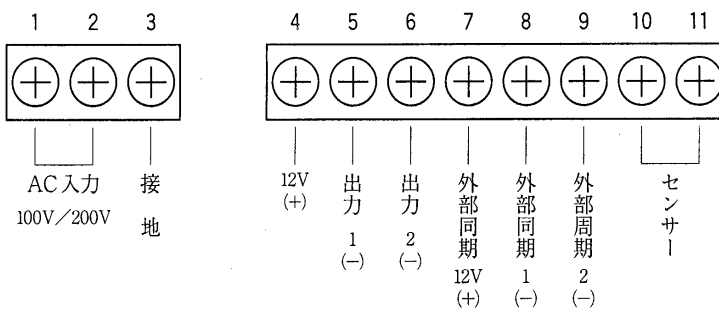 1 2 3 4 5 6 7 8 9 10 11
AC入力
100V/200V
接地
12V
(+)
出力
1
(−)
出力
2
(−)
外部同期
12V
(+)
外部同期
1
(−)
外部周期
2
(−)
センサー